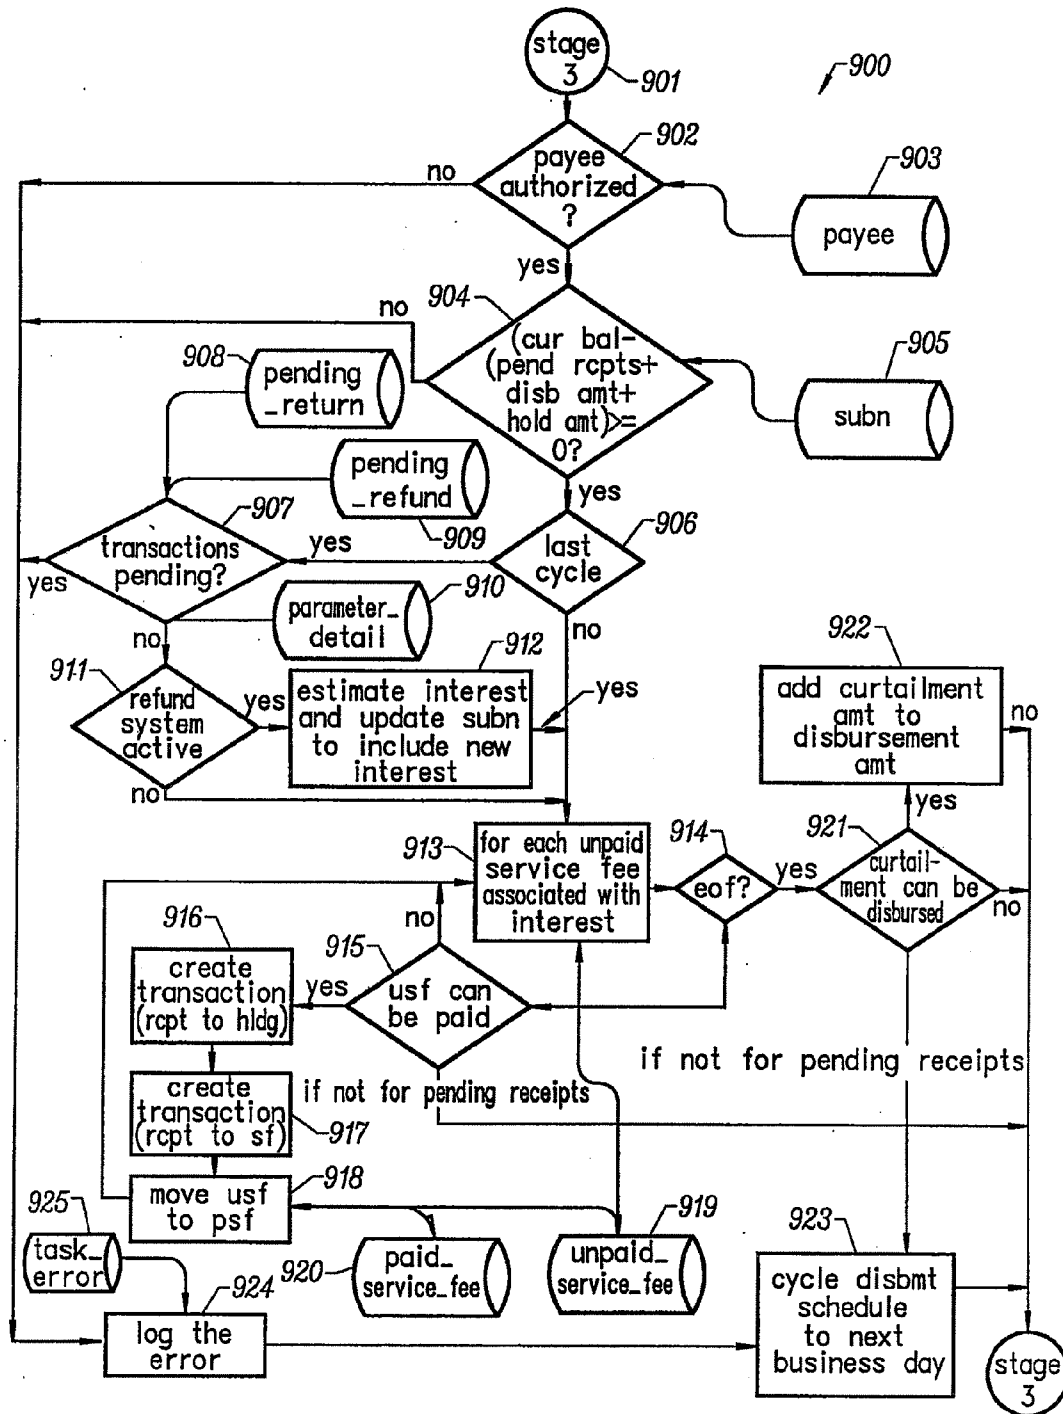 stage
3
901
900
902
payee
authorized
?
no
903
payee
yes
904
no
(cur bal-
(pend rcpts+
disb amt+
hold amt)>=
0?
905
subn
908
pending
_return
pending
_refund
909
yes
906
last
cycle
907
transactions
pending?
yes
yes
910
parameter_
detail
no
no
911
refund
system
active
yes
912
estimate interest
and update subn
to include new
interest
yes
no
922
add curtailment
amt to
disbursement
amt
no
yes
913
for each unpaid
service fee
associated with
interest
914
eof?
yes
921
curtail-
ment can be
disbursed
no
916
create
transaction
(rcpt to hldg)
no
915
usf can
be paid
yes
if not for pending receipts
if not for pending receipts
create
transaction
(rcpt to sf)
917
918
move usf
to psf
925
task_
error
924
log the
error
920
paid_
service_fee
919
unpaid_
service_fee
923
cycle disbmt
schedule
to next
business day
stage
3